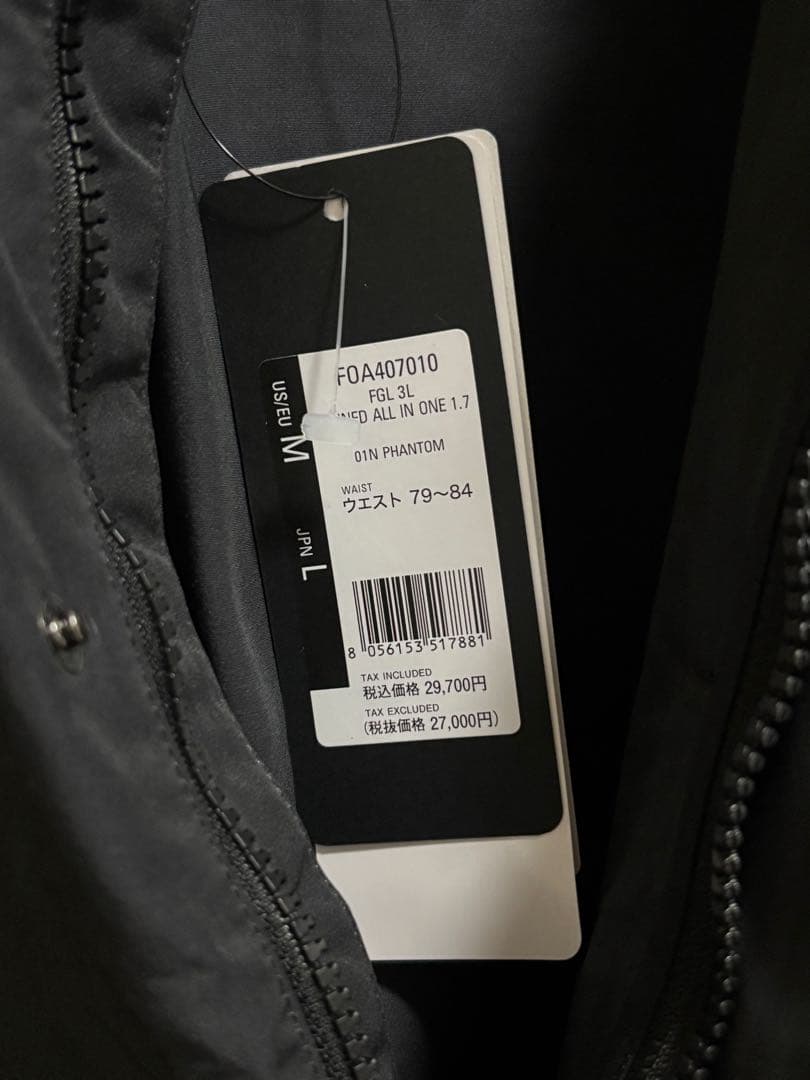 FOA407010
FGL 3L
ALL IN ONE 1.7
01N PHANTOM
US/EU M
JPN L
WAIST
ウエスト 79〜84
8 056153 517881
TAX INCLUDED
税込価格 29,700円
TAX EXCLUDED
(税抜価格 27,000円)